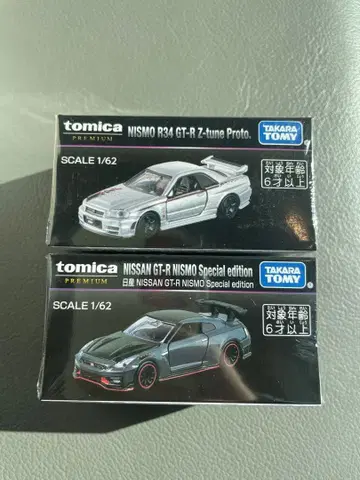 tomica
PREMIUM
NISMO R34 GT-R Z-tune Proto.
TAKARA
TOMY
SCALE 1/62
対象年齢
6才以上
tomica
PREMIUM
NISSAN GT-R NISMO Special edition
日産 NISSAN GT-R NISMO Special edition
TAKARA
TOMY
SCALE 1/62
対象年齢
6才以上